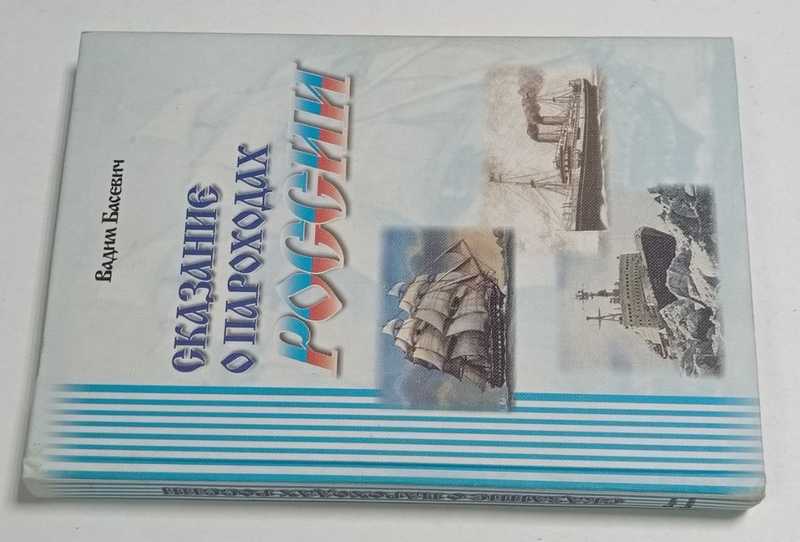 Вадим Басевич
СКАЗАНИЕ
О ПАРОХОДАХ
РОССИИ
СКАЗАНИЕ О ПАРОХОДАХ РОССИИ